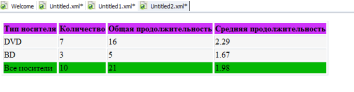 Welcome Untitled.xml* Untitled1.xml* Untitled2.xml*
Тип носителя Количество Общая продолжительность Средняя продолжительность
DVD 7 16 2.29
BD 3 5 1.67
Все носители 10 21 1.98